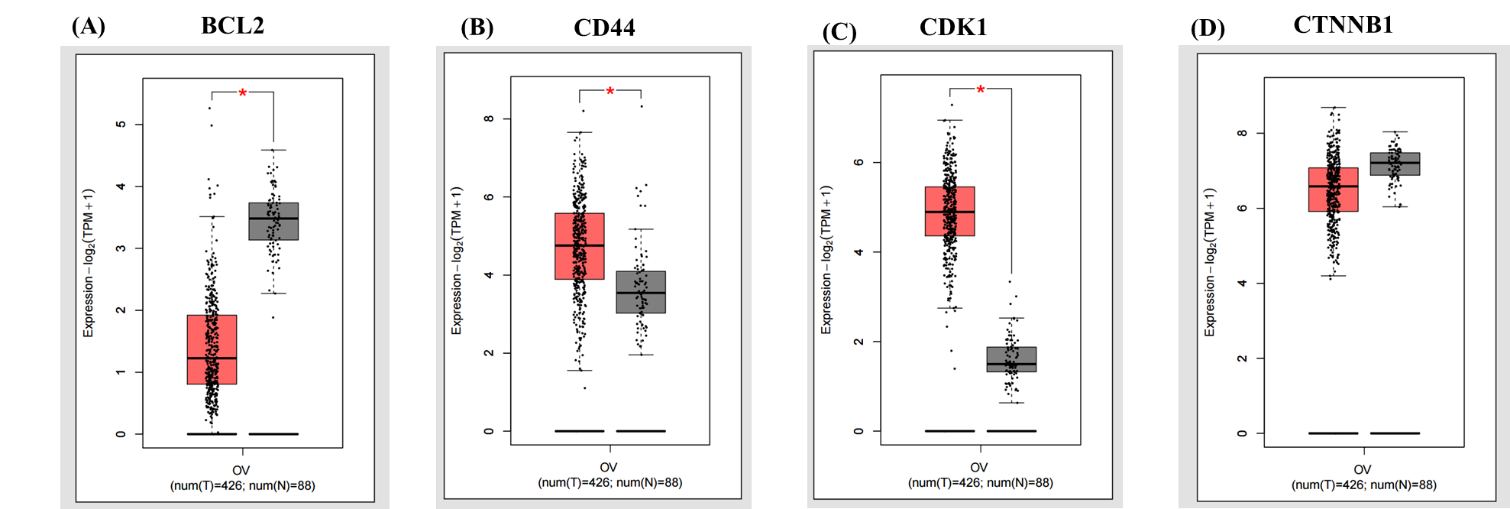 (A) BCL2
Expression − log₂(TPM + 1)
5
4
3
2
1
0
*
OV
(num(T)=426; num(N)=88)
(B) CD44
Expression − log₂(TPM + 1)
8
6
4
2
0
*
OV
(num(T)=426; num(N)=88)
(C) CDK1
Expression − log₂(TPM + 1)
6
4
2
0
*
OV
(num(T)=426; num(N)=88)
(D) CTNNB1
Expression − log₂(TPM + 1)
8
6
4
2
0
OV
(num(T)=426; num(N)=88)